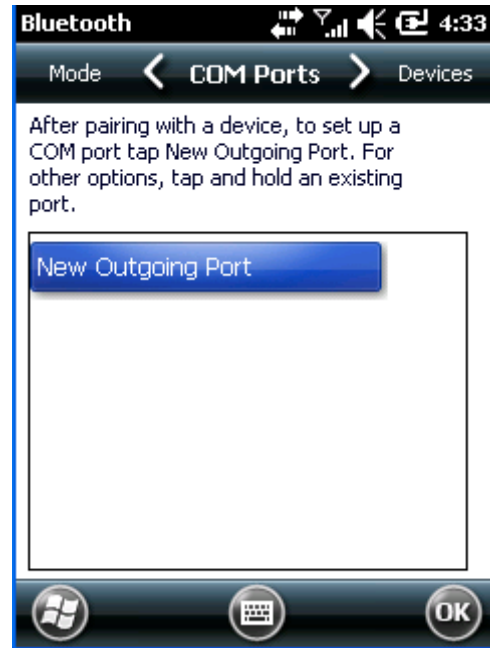 Bluetooth 4:33
Mode COM Ports Devices
After pairing with a device, to set up a
COM port tap New Outgoing Port. For
other options, tap and hold an existing
port.
New Outgoing Port
OK